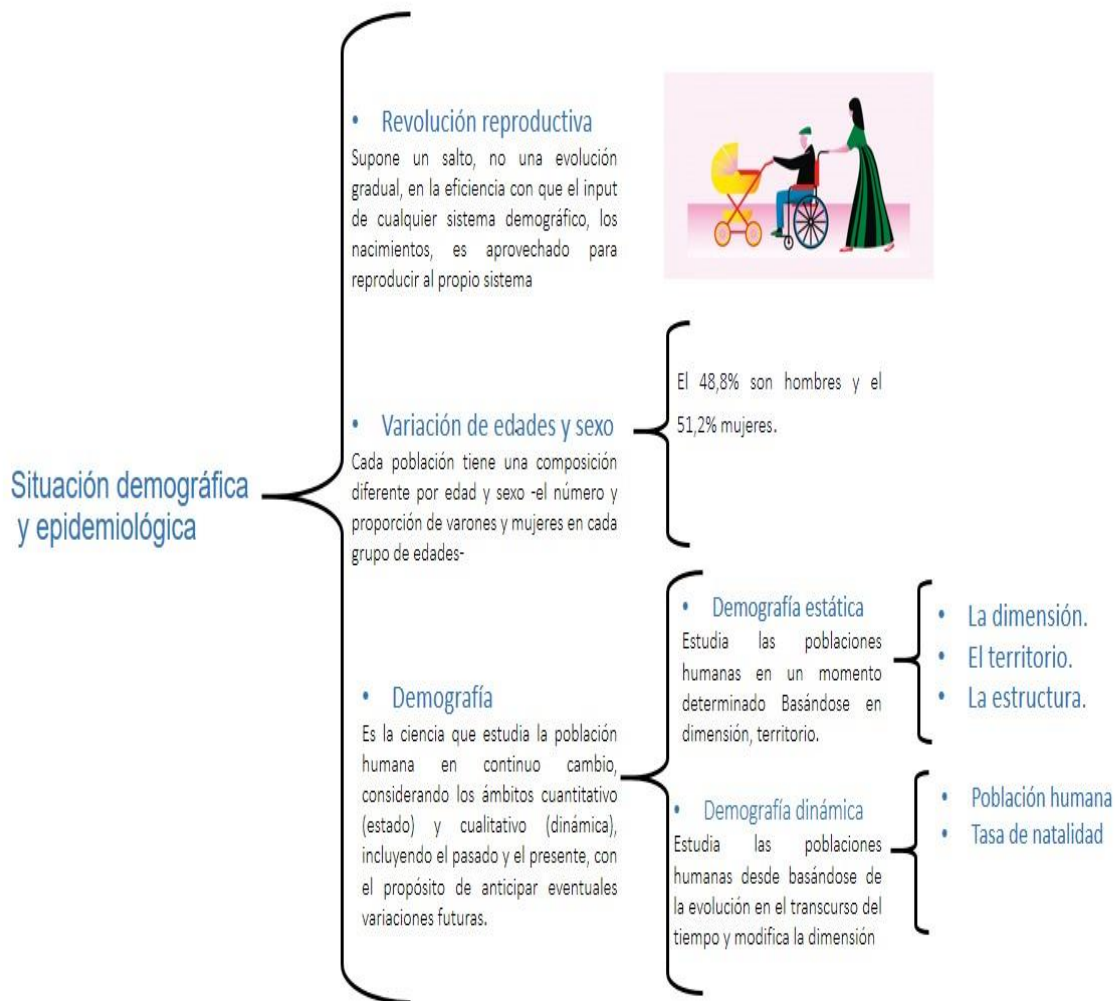 Situación demográfica
y epidemiológica
• Revolución reproductiva
Supone un salto, no una evolución
gradual, en la eficiencia con que el input
de cualquier sistema demográfico, los
nacimientos, es aprovechado para
reproducir al propio sistema
• Variación de edades y sexo
Cada población tiene una composición
diferente por edad y sexo -el número y
proporción de varones y mujeres en cada
grupo de edades-
El 48,8% son hombres y el
51,2% mujeres.
• Demografía
Es la ciencia que estudia la población
humana en continuo cambio,
considerando los ámbitos cuantitativo
(estado) y cualitativo (dinámica),
incluyendo el pasado y el presente, con
el propósito de anticipar eventuales
variaciones futuras.
• Demografía estática
Estudia las poblaciones
humanas en un momento
determinado Basándose en
dimensión, territorio.
• La dimensión.
• El territorio.
• La estructura.
• Demografía dinámica
Estudia las poblaciones
humanas desde basándose de
la evolución en el transcurso del
tiempo y modifica la dimensión
• Población humana
• Tasa de natalidad